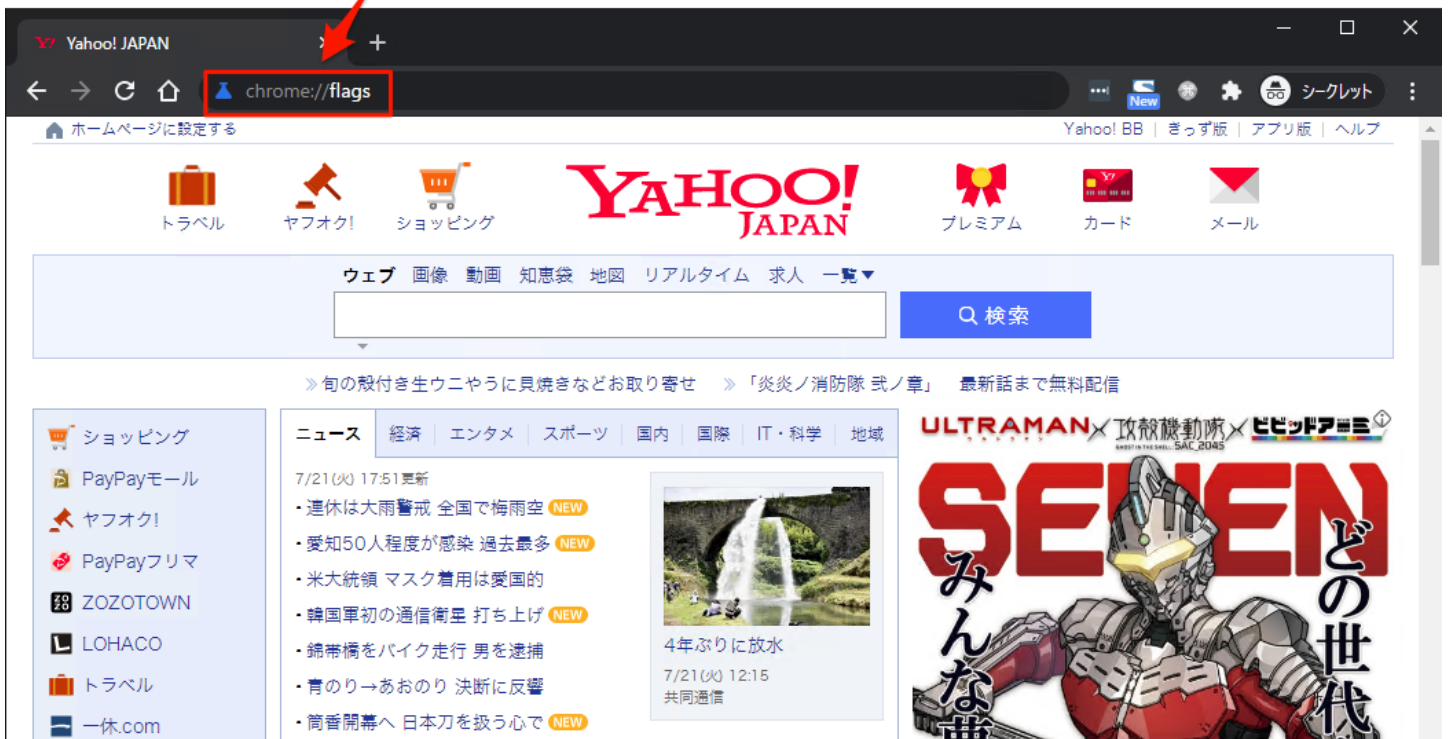 Yahoo! JAPAN
chrome://flags
New
シークレット
ホームページに設定する
Yahoo! BB | きっず版 | アプリ版 | ヘルプ
トラベル
ヤフオク!
ショッピング
YAHOO! JAPAN
プレミアム
カード
メール
ウェブ 画像 動画 知恵袋 地図 リアルタイム 求人 一覧▼
検索
旬の殻付き生ウニやうに貝焼きなどお取り寄せ
「炎炎ノ消防隊 弐ノ章」 最新話まで無料配信
ショッピング
PayPayモール
ヤフオク!
PayPayフリマ
ZOZOTOWN
LOHACO
トラベル
一休.com
ニュース 経済 エンタメ スポーツ 国内 国際 IT・科学 地域
7/21(火) 17:51更新
・連休は大雨警戒 全国で梅雨空 NEW
・愛知50人程度が感染 過去最多 NEW
・米大統領 マスク着用は愛国的
・韓国軍初の通信衛星 打ち上げ NEW
・錦帯橋をバイク走行 男を逮捕
・青のり→あおのり 決断に反響
・筒香開幕へ 日本刀を扱う心で NEW
4年ぶりに放水
7/21(火) 12:15
共同通信
ULTRAMAN×攻殻機動隊×ビビッドアーミー
GHOST IN THE SHELL SAC_2045
SEVEN
どの世代
みんな夢